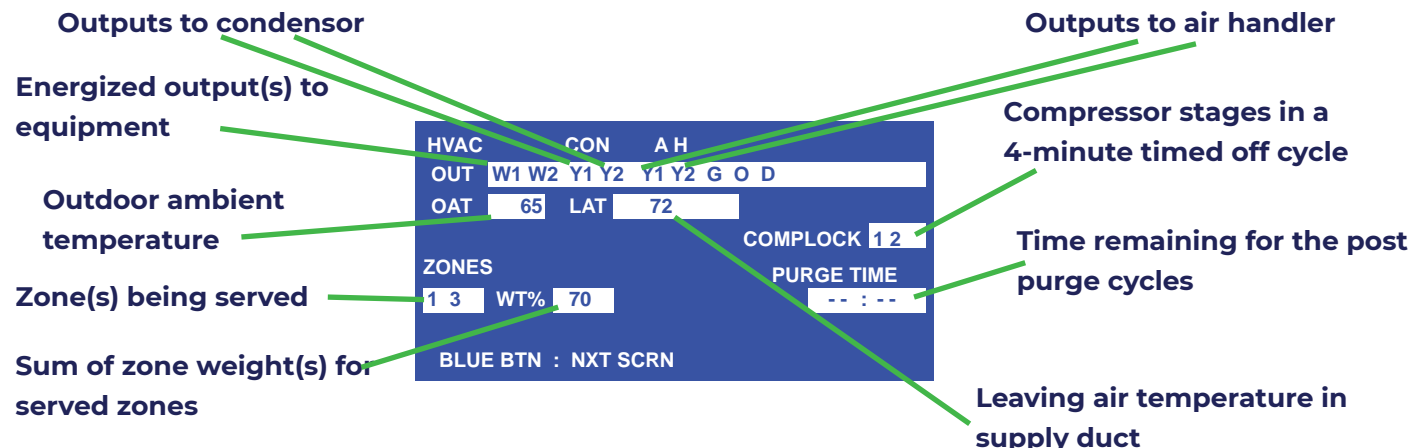 Outputs to condensor
Outputs to air handler
Energized output(s) to
equipment
Compressor stages in a
4-minute timed off cycle
HVAC CON A H
OUT W1 W2 Y1 Y2 Y1 Y2 G O D
OAT 65 LAT 72
Outdoor ambient
temperature
COMPLOCK 1 2
Time remaining for the post
purge cycles
ZONES PURGE TIME
Zone(s) being served
1 3 WT% 70 - - : - -
Sum of zone weight(s) for
served zones
BLUE BTN : NXT SCRN
Leaving air temperature in
supply duct